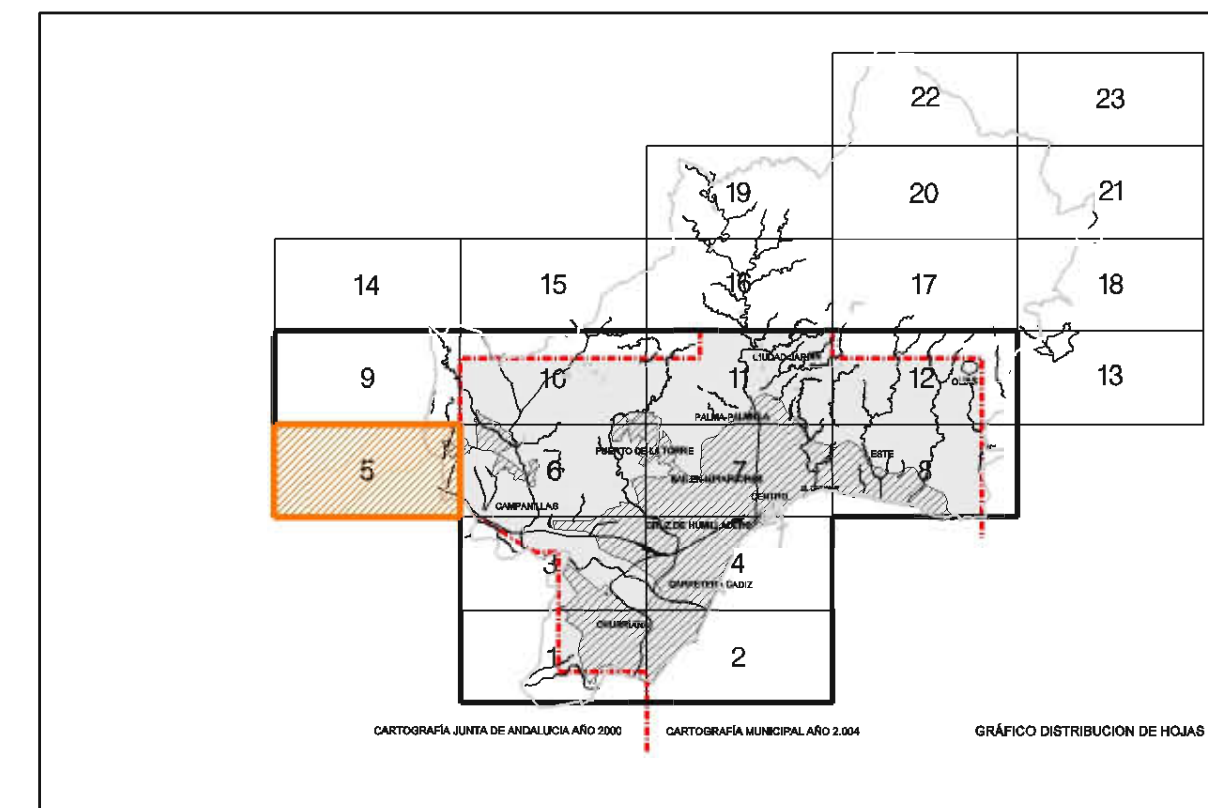 22 23
19 20 21
14 15 16 17 18
CIUDAD JARDIN
9 10 11 12 13
OLIAS
PALMA-PALMILLA
PUERTO DE LA TORRE
ESTE
5 6 7 8
BAILEN-MIRAFLORES
CENTRO
CAMPANILLAS
CRUZ DE HUMILLADERO
3 4
CARRETERA CADIZ
CHURRIANA
1 2
CARTOGRAFÍA JUNTA DE ANDALUCIA AÑO 2000
CARTOGRAFÍA MUNICIPAL AÑO 2.004
GRÁFICO DISTRIBUCION DE HOJAS